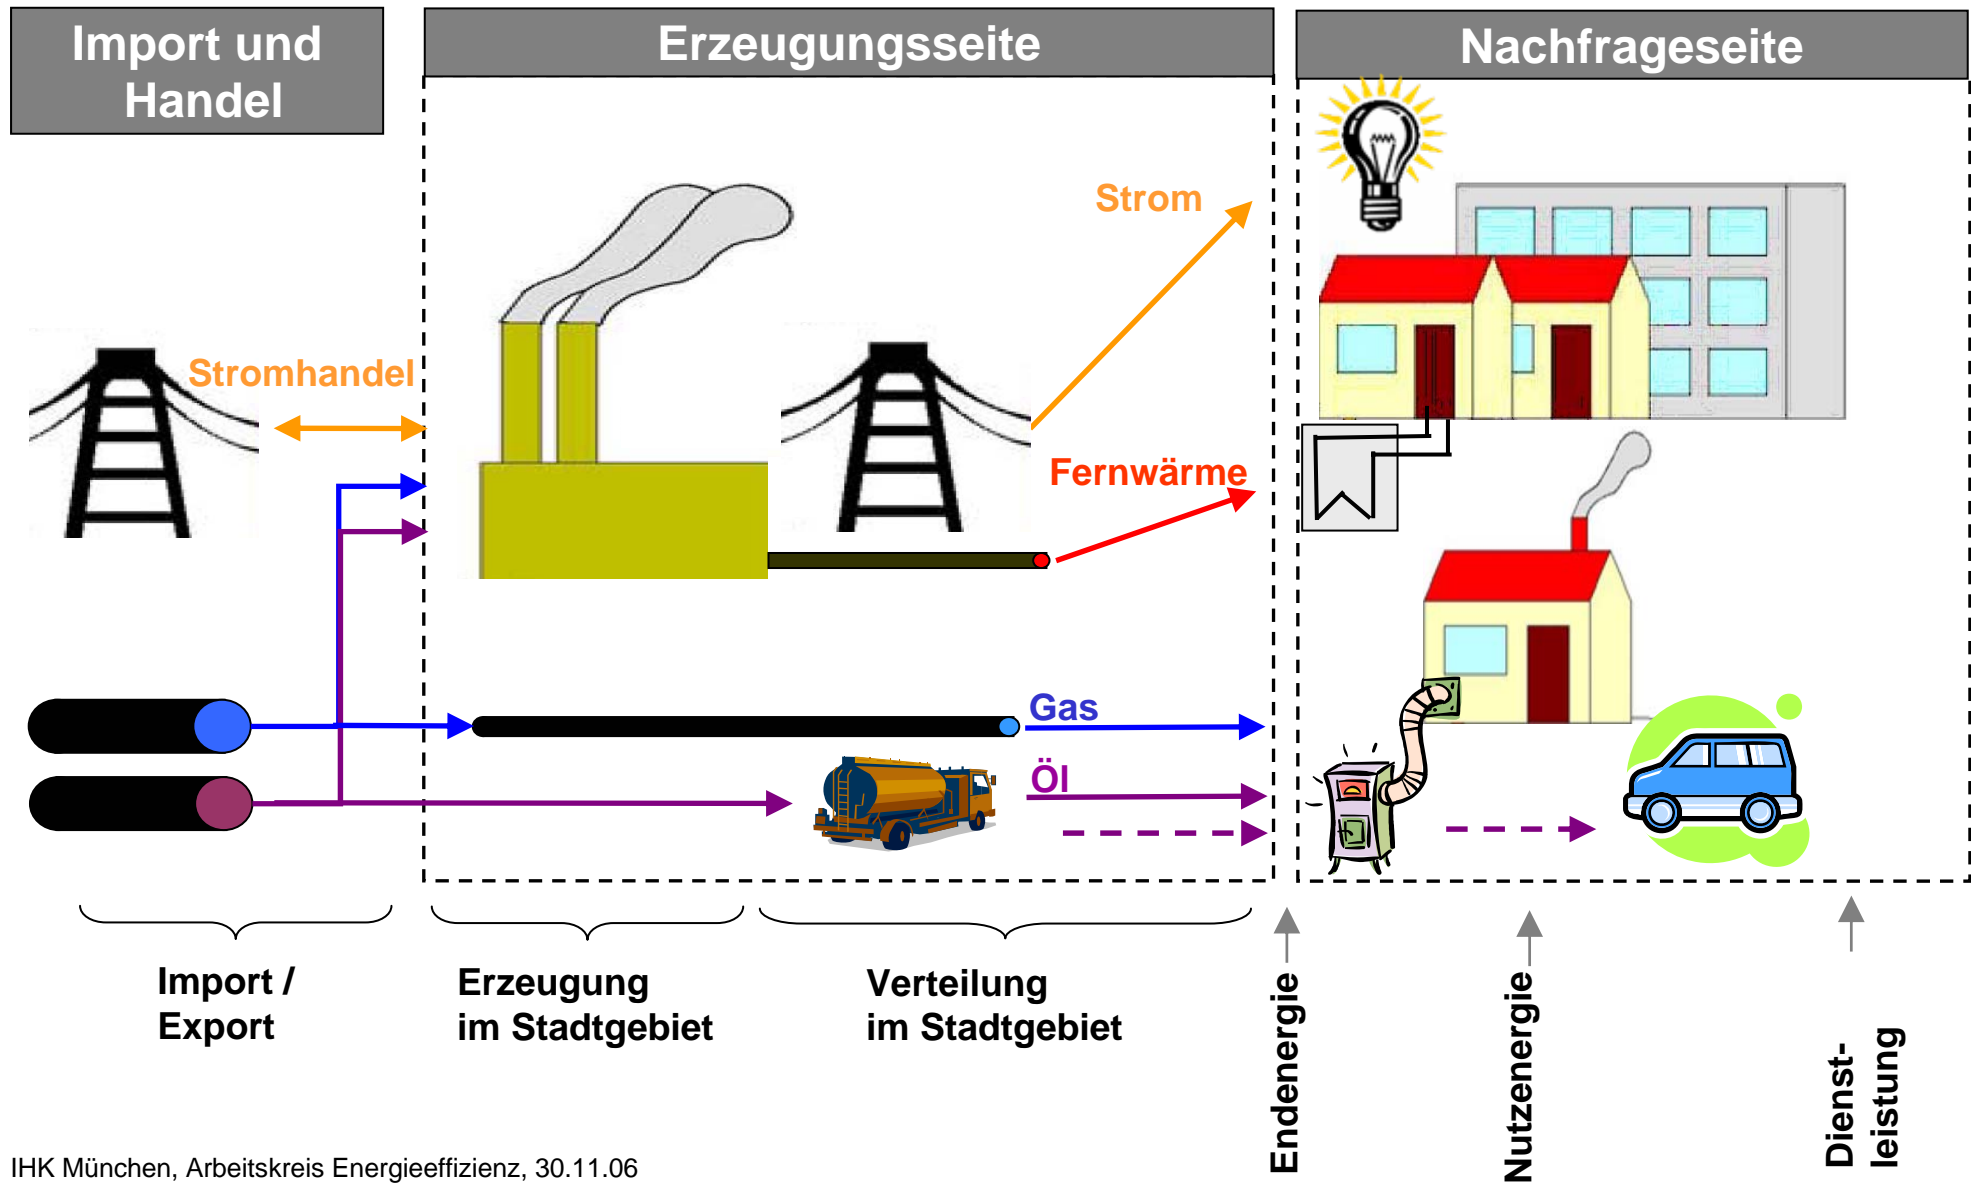 Import und
Handel
Erzeugungsseite
Nachfrageseite
Strom
Stromhandel
Fernwärme
Gas
Öl
Import /
Export
Erzeugung
im Stadtgebiet
Verteilung
im Stadtgebiet
Endenergie
Nutzenergie
Dienst-
leistung
IHK München, Arbeitskreis Energieeffizienz, 30.11.06